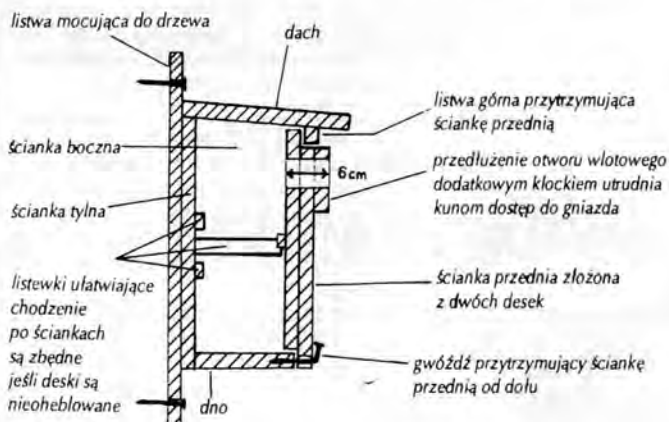 listwa mocująca do drzewa
dach
listwa górna przytrzymująca
ściankę przednią
ścianka boczna
6 cm
przedłużenie otworu wlotowego
dodatkowym klockiem utrudnia
kunom dostęp do gniazda
ścianka tylna
ścianka przednia złożona
z dwóch desek
listewki ułatwiające
chodzenie
po ściankach
są zbędne
jeśli deski są
nieoheblowane
gwóźdź przytrzymujący ściankę
przednią od dołu
dno